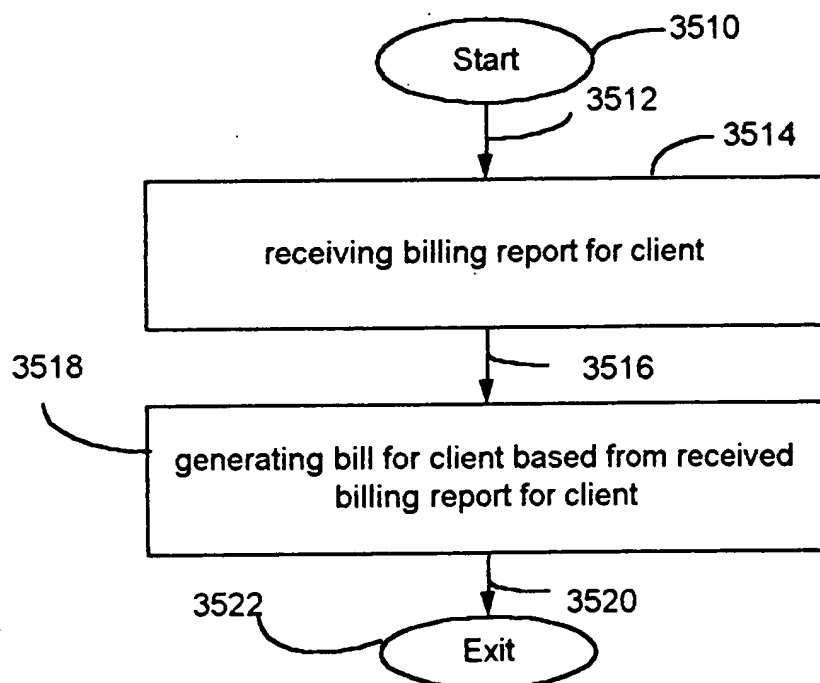 3510
Start
3512
3514
receiving billing report for client
3516
3518
generating bill for client based from received
billing report for client
3520
3522
Exit